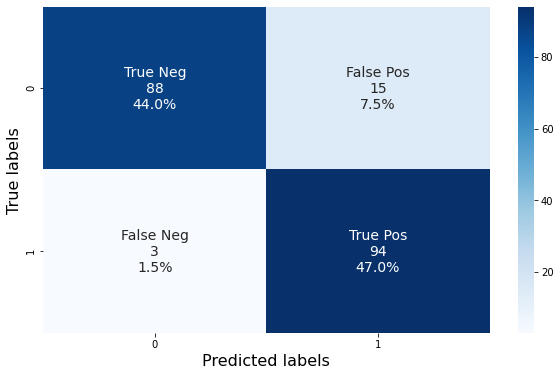 True Neg
88
44.0%
False Pos
15
7.5%
False Neg
3
1.5%
True Pos
94
47.0%
0
1
True labels
0
1
Predicted labels
80
60
40
20